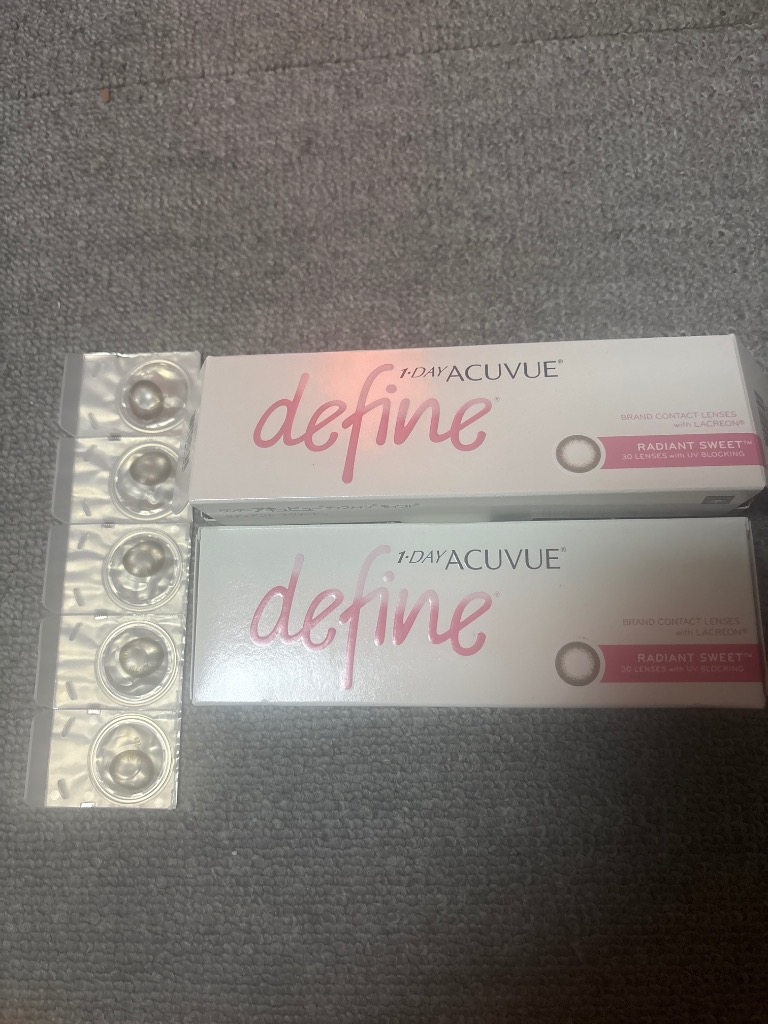 1·DAY ACUVUE®
define®
BRAND CONTACT LENSES
with LACREON®
RADIANT SWEET™
30 LENSES with UV BLOCKING
1·DAY ACUVUE®
define®
BRAND CONTACT LENSES
with LACREON®
RADIANT SWEET™
30 LENSES with UV BLOCKING